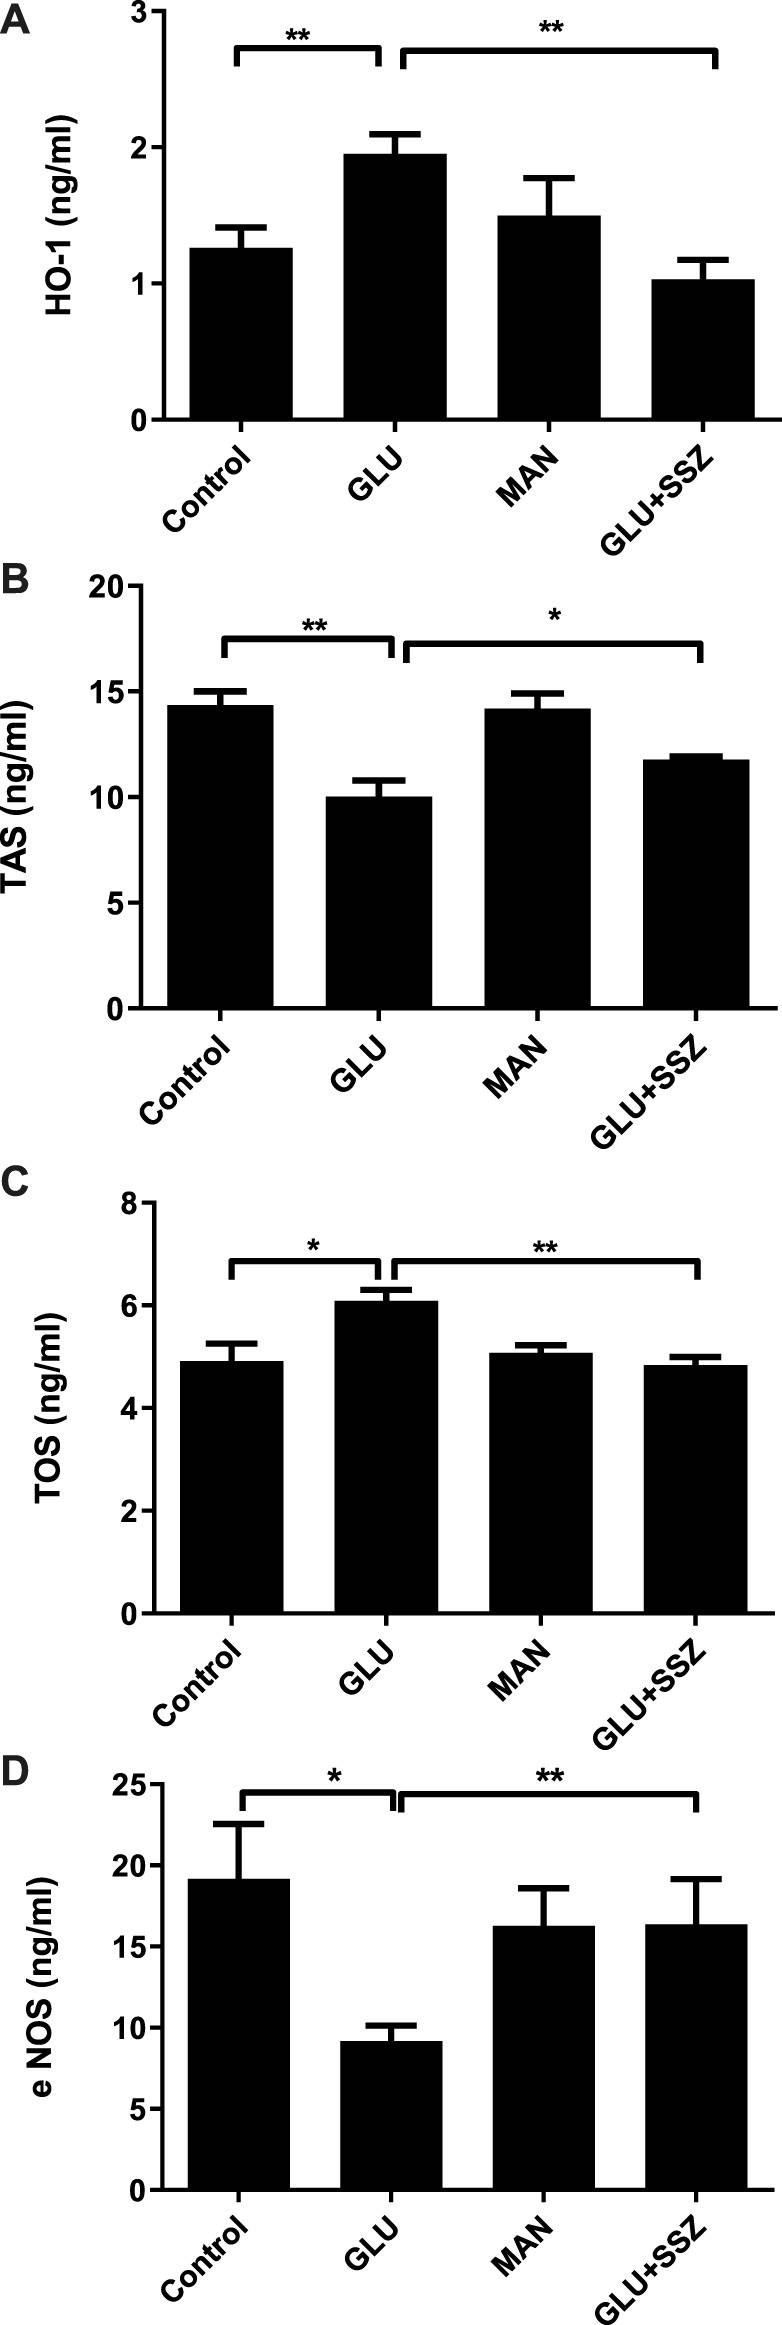 A
HO-1 (ng/ml)
3
2
1
0
** **
Control GLU MAN GLU+SSZ
B
TAS (ng/ml)
20
15
10
5
0
** *
Control GLU MAN GLU+SSZ
C
TOS (ng/ml)
8
6
4
2
0
* **
Control GLU MAN GLU+SSZ
D
e NOS (ng/ml)
25
20
15
10
5
0
* **
Control GLU MAN GLU+SSZ